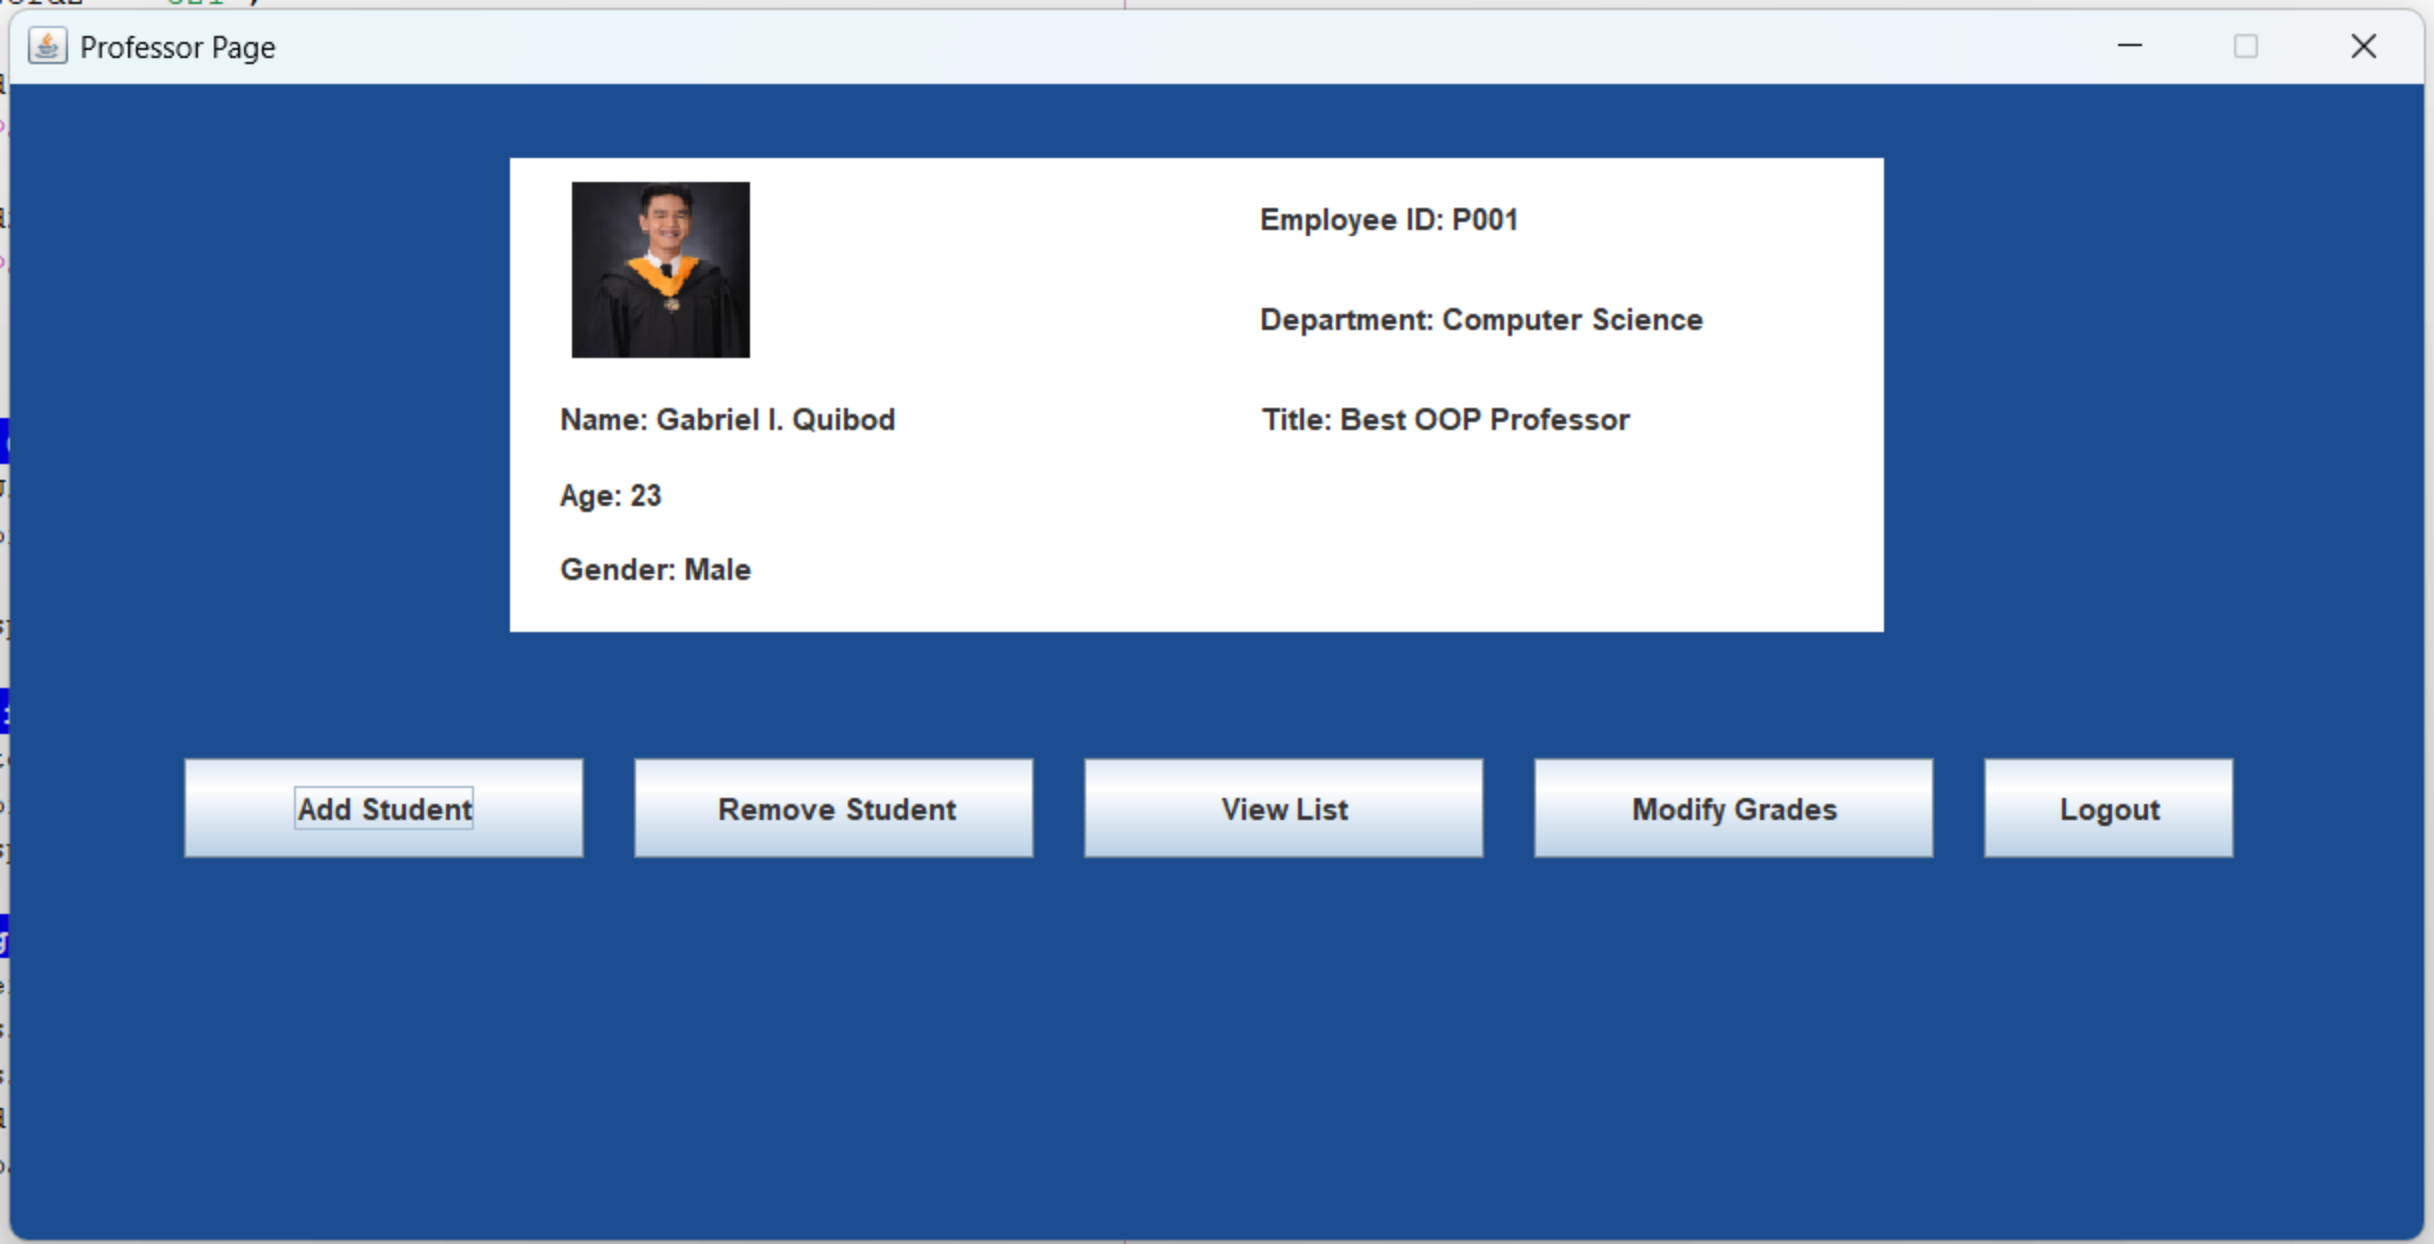 Professor Page
Employee ID: P001
Department: Computer Science
Name: Gabriel I. Quibod
Title: Best OOP Professor
Age: 23
Gender: Male
Add Student
Remove Student
View List
Modify Grades
Logout